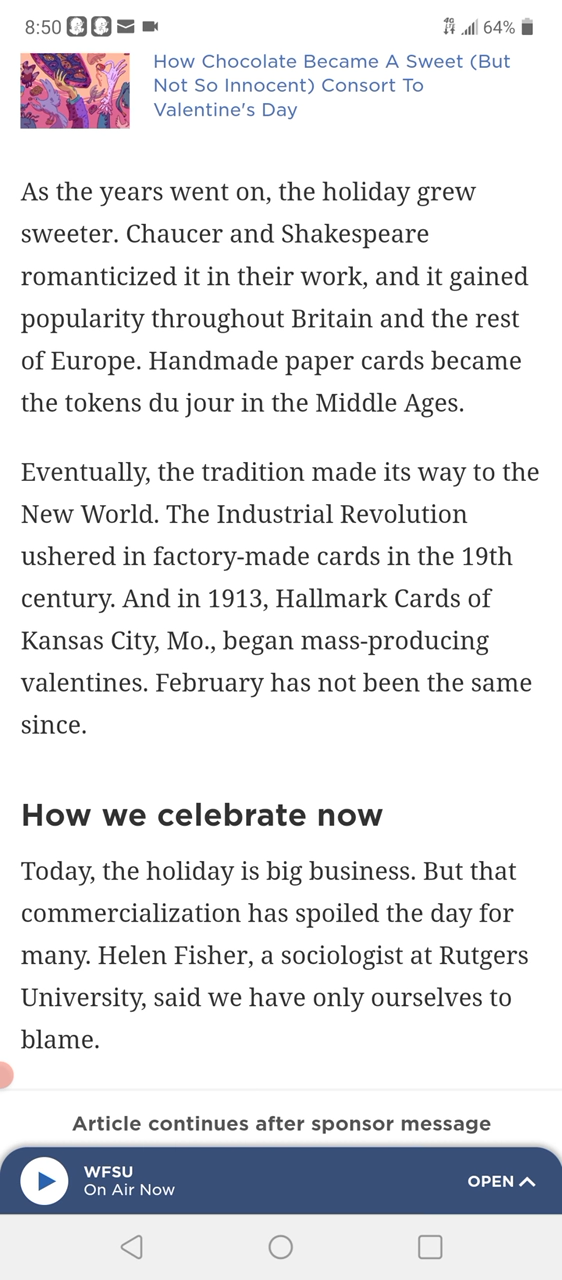 8:50
4G
64%
How Chocolate Became A Sweet (But
Not So Innocent) Consort To
Valentine's Day
As the years went on, the holiday grew
sweeter. Chaucer and Shakespeare
romanticized it in their work, and it gained
popularity throughout Britain and the rest
of Europe. Handmade paper cards became
the tokens du jour in the Middle Ages.
Eventually, the tradition made its way to the
New World. The Industrial Revolution
ushered in factory-made cards in the 19th
century. And in 1913, Hallmark Cards of
Kansas City, Mo., began mass-producing
valentines. February has not been the same
since.
How we celebrate now
Today, the holiday is big business. But that
commercialization has spoiled the day for
many. Helen Fisher, a sociologist at Rutgers
University, said we have only ourselves to
blame.
Article continues after sponsor message
WFSU
On Air Now
OPEN